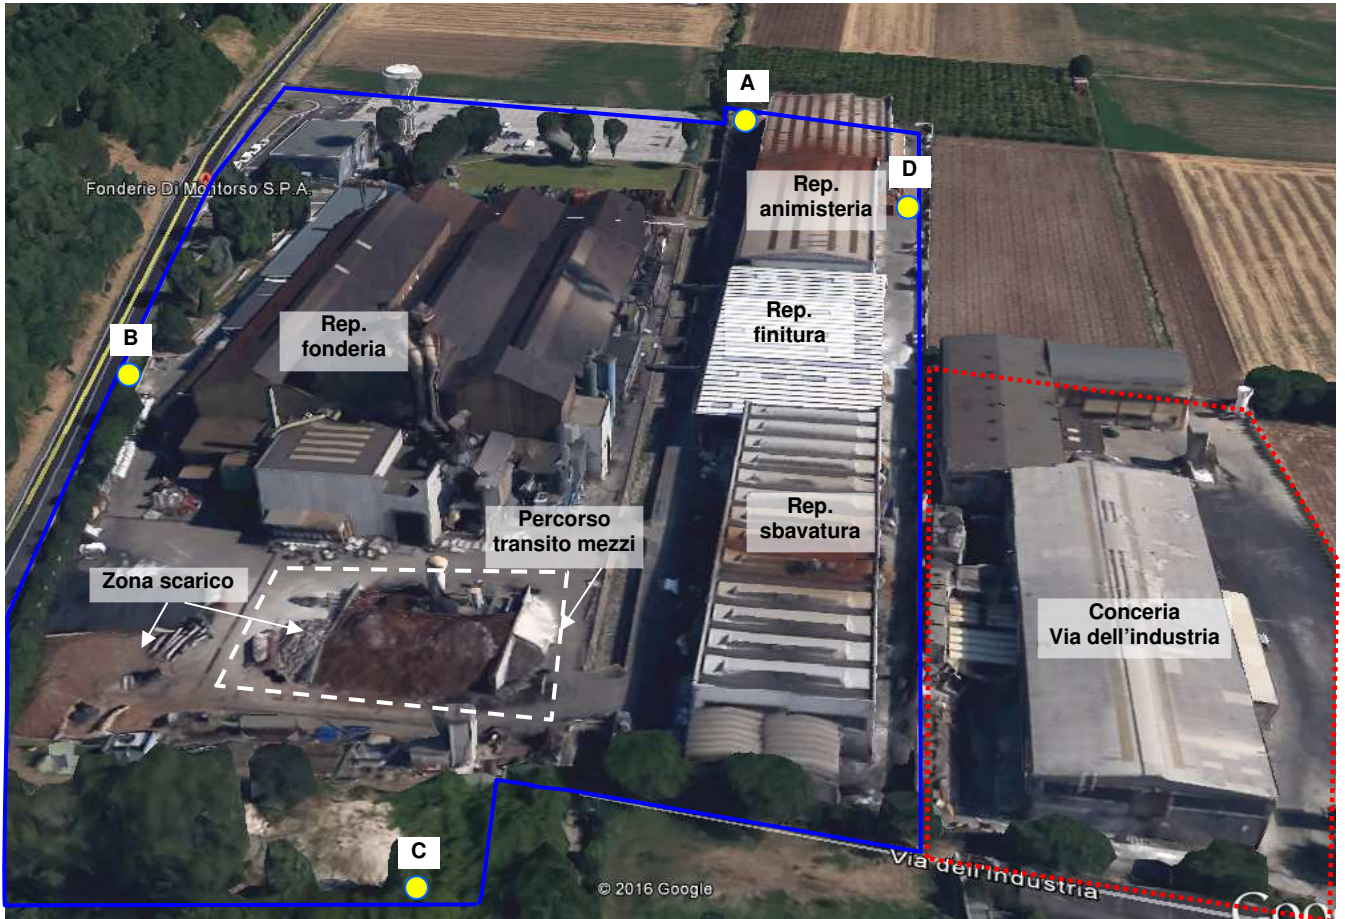 A
D
Fonderie Di Montorso S.P.A.
Rep.
animisteria
Rep.
finitura
B
Rep.
fonderia
Rep.
sbavatura
Percorso
transito mezzi
Zona scarico
Conceria
Via dell'industria
C
© 2016 Google
Via dell'Industria
Goo